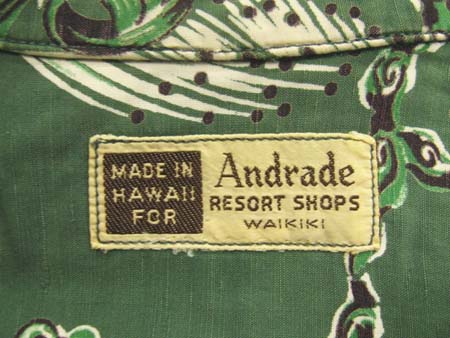 MADE IN
HAWAII
FOR
Andrade
RESORT SHOPS
WAIKIKI